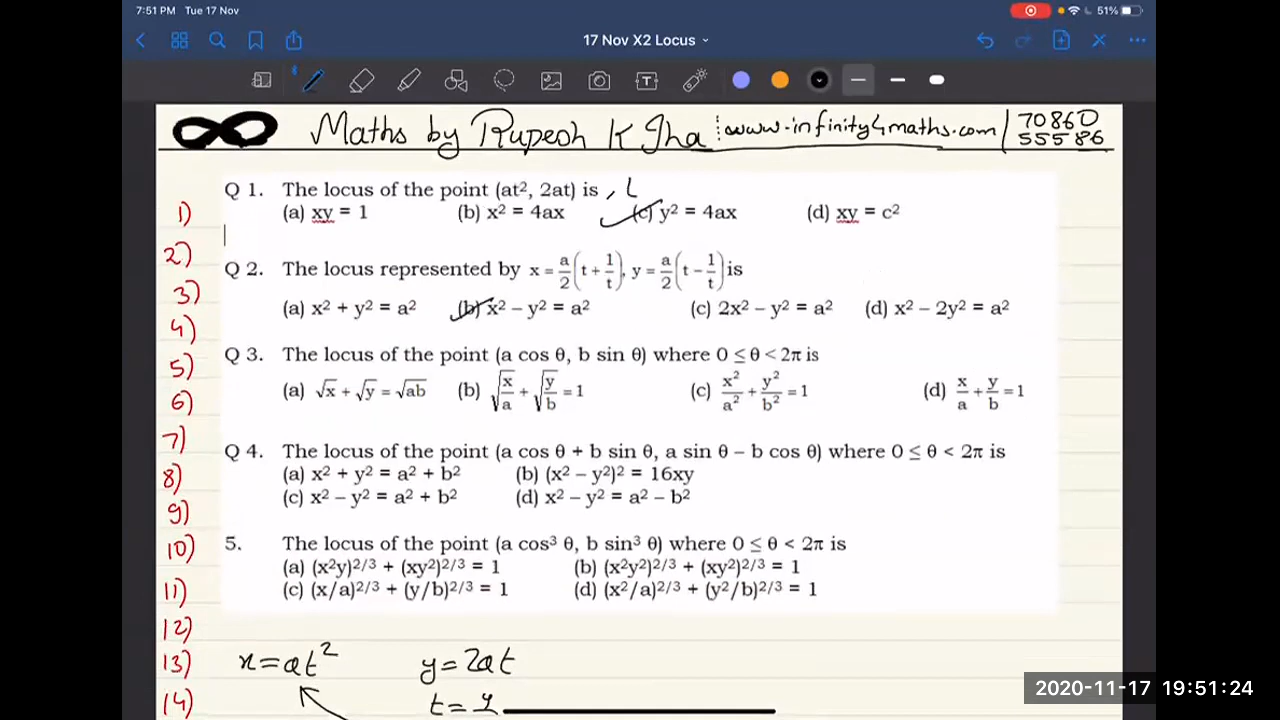 7:51 PM Tue 17 Nov
51%
17 Nov X2 Locus
Maths by Rupesh K Jha www.infinity4maths.com / 70860 55586
Q 1. The locus of the point (at², 2at) is , t
(a) xy = 1 (b) x² = 4ax (c) y² = 4ax (d) xy = c²
Q 2. The locus represented by x = a/2 (t + 1/t), y = a/2 (t − 1/t) is
(a) x² + y² = a² (b) x² – y² = a² (c) 2x² – y² = a² (d) x² – 2y² = a²
Q 3. The locus of the point (a cos θ, b sin θ) where 0 ≤ θ < 2π is
(a) √x + √y = √ab (b) √(x/a) + √(y/b) = 1 (c) x²/a² + y²/b² = 1 (d) x/a + y/b = 1
Q 4. The locus of the point (a cos θ + b sin θ, a sin θ – b cos θ) where 0 ≤ θ < 2π is
(a) x² + y² = a² + b² (b) (x² – y²)² = 16xy
(c) x² – y² = a² + b² (d) x² – y² = a² – b²
5. The locus of the point (a cos³ θ, b sin³ θ) where 0 ≤ θ < 2π is
(a) (x²y)2/3 + (xy²)2/3 = 1 (b) (x²y²)2/3 + (xy²)2/3 = 1
(c) (x/a)2/3 + (y/b)2/3 = 1 (d) (x²/a)2/3 + (y²/b)2/3 = 1
1)
2)
3)
4)
5)
6)
7)
8)
9)
10)
11)
12)
13) x = at² y = 2at
14) t = y
2020-11-17 19:51:24